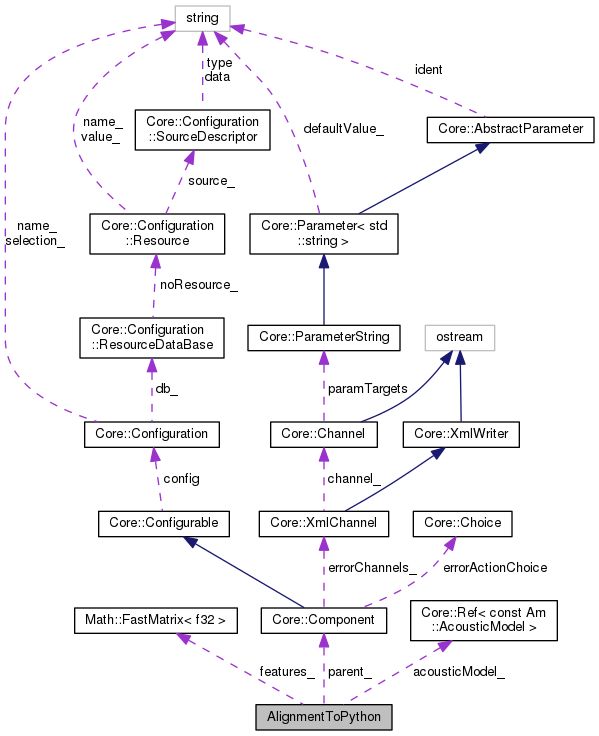 string
type
data
ident
name_
value_
Core::Configuration
::SourceDescriptor
defaultValue_
Core::AbstractParameter
source_
name_
selection_
Core::Configuration
::Resource
Core::Parameter< std
::string >
noResource_
Core::Configuration
::ResourceDataBase
Core::ParameterString
ostream
db_
paramTargets
Core::Configuration
Core::Channel
Core::XmlWriter
config
channel_
Core::Configurable
Core::XmlChannel
Core::Choice
errorChannels_
errorActionChoice
Math::FastMatrix< f32 >
Core::Component
Core::Ref< const Am
::AcousticModel >
features_
parent_
acousticModel_
AlignmentToPython